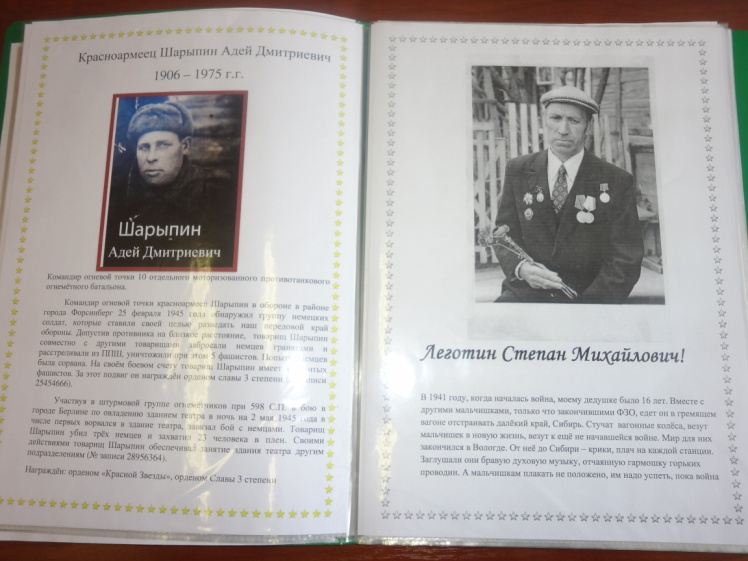 Красноармеец Шарыпин Адей Дмитриевич
1906 – 1975 г.г.
Шарыпин
Адей Дмитриевич
Командир огневой точки 10 отдельного моторизованного противотанкового
огнемётного батальона.
Командир огневой точки красноармеец Шарыпин в обороне в районе
города Форсинберг 25 февраля 1945 года обнаружил группу немецких
солдат, которые ставили своей целью разведать наш передовой край
обороны. Допустив противника на близкое расстояние, товарищ Шарыпин
совместно с другими товарищами забросали немцев гранатами и
расстреливали из ППШ, уничтожили при этом 5 фашистов. Попытка немцев
была сорвана. На своём боевом счету товарищ Шарыпин имеет убитых
фашистов. За этот подвиг он награждён орденом славы 3 степени записи
25454666).
Участвуя в штурмовой группе огнемётчиков при 598 С.П. в бою в
городе Берлине по овладению здением театра в ночь на 2 мая 1945 года в
числе первых ворвался в здание театра, завязал бой с немцами. Товарищ
Шарыпин убил трёх немцев и захватил 23 человека в плен. Своими
действиями товарищ Шарыпин обеспечивал занятие здания театра другим
подразделениям (№ записи 28956364).
Награждён: орденом «Красной Звезды», орденом Славы 3 степени
Леготин Степан Михайлович!
В 1941 году, когда началась война, моему дедушке было 16 лет. Вместе с
другими мальчишками, только что закончившими ФЗО, едет он в гремящем
вагоне отстраивать далёкий край, Сибирь. Стучат вагонные колёса, везут
мальчишек в новую жизнь, везут к ещё не начавшейся войне. Мир для них
закончился в Вологде. От неё до Сибири – крики, плач на каждой станции.
Заглушали они бравую духовую музыку, отчаянную гармошку горьких
проводин. А мальчишкам плакать не положено, им надо успеть, пока война